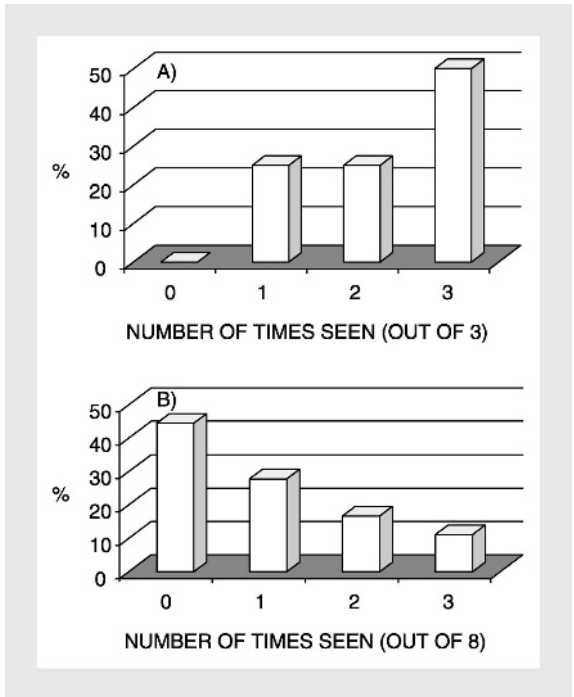 A)
50
40
30
20
10
0
%
0 1 2 3
NUMBER OF TIMES SEEN (OUT OF 3)
B)
50
40
30
20
10
0
%
0 1 2 3
NUMBER OF TIMES SEEN (OUT OF 8)